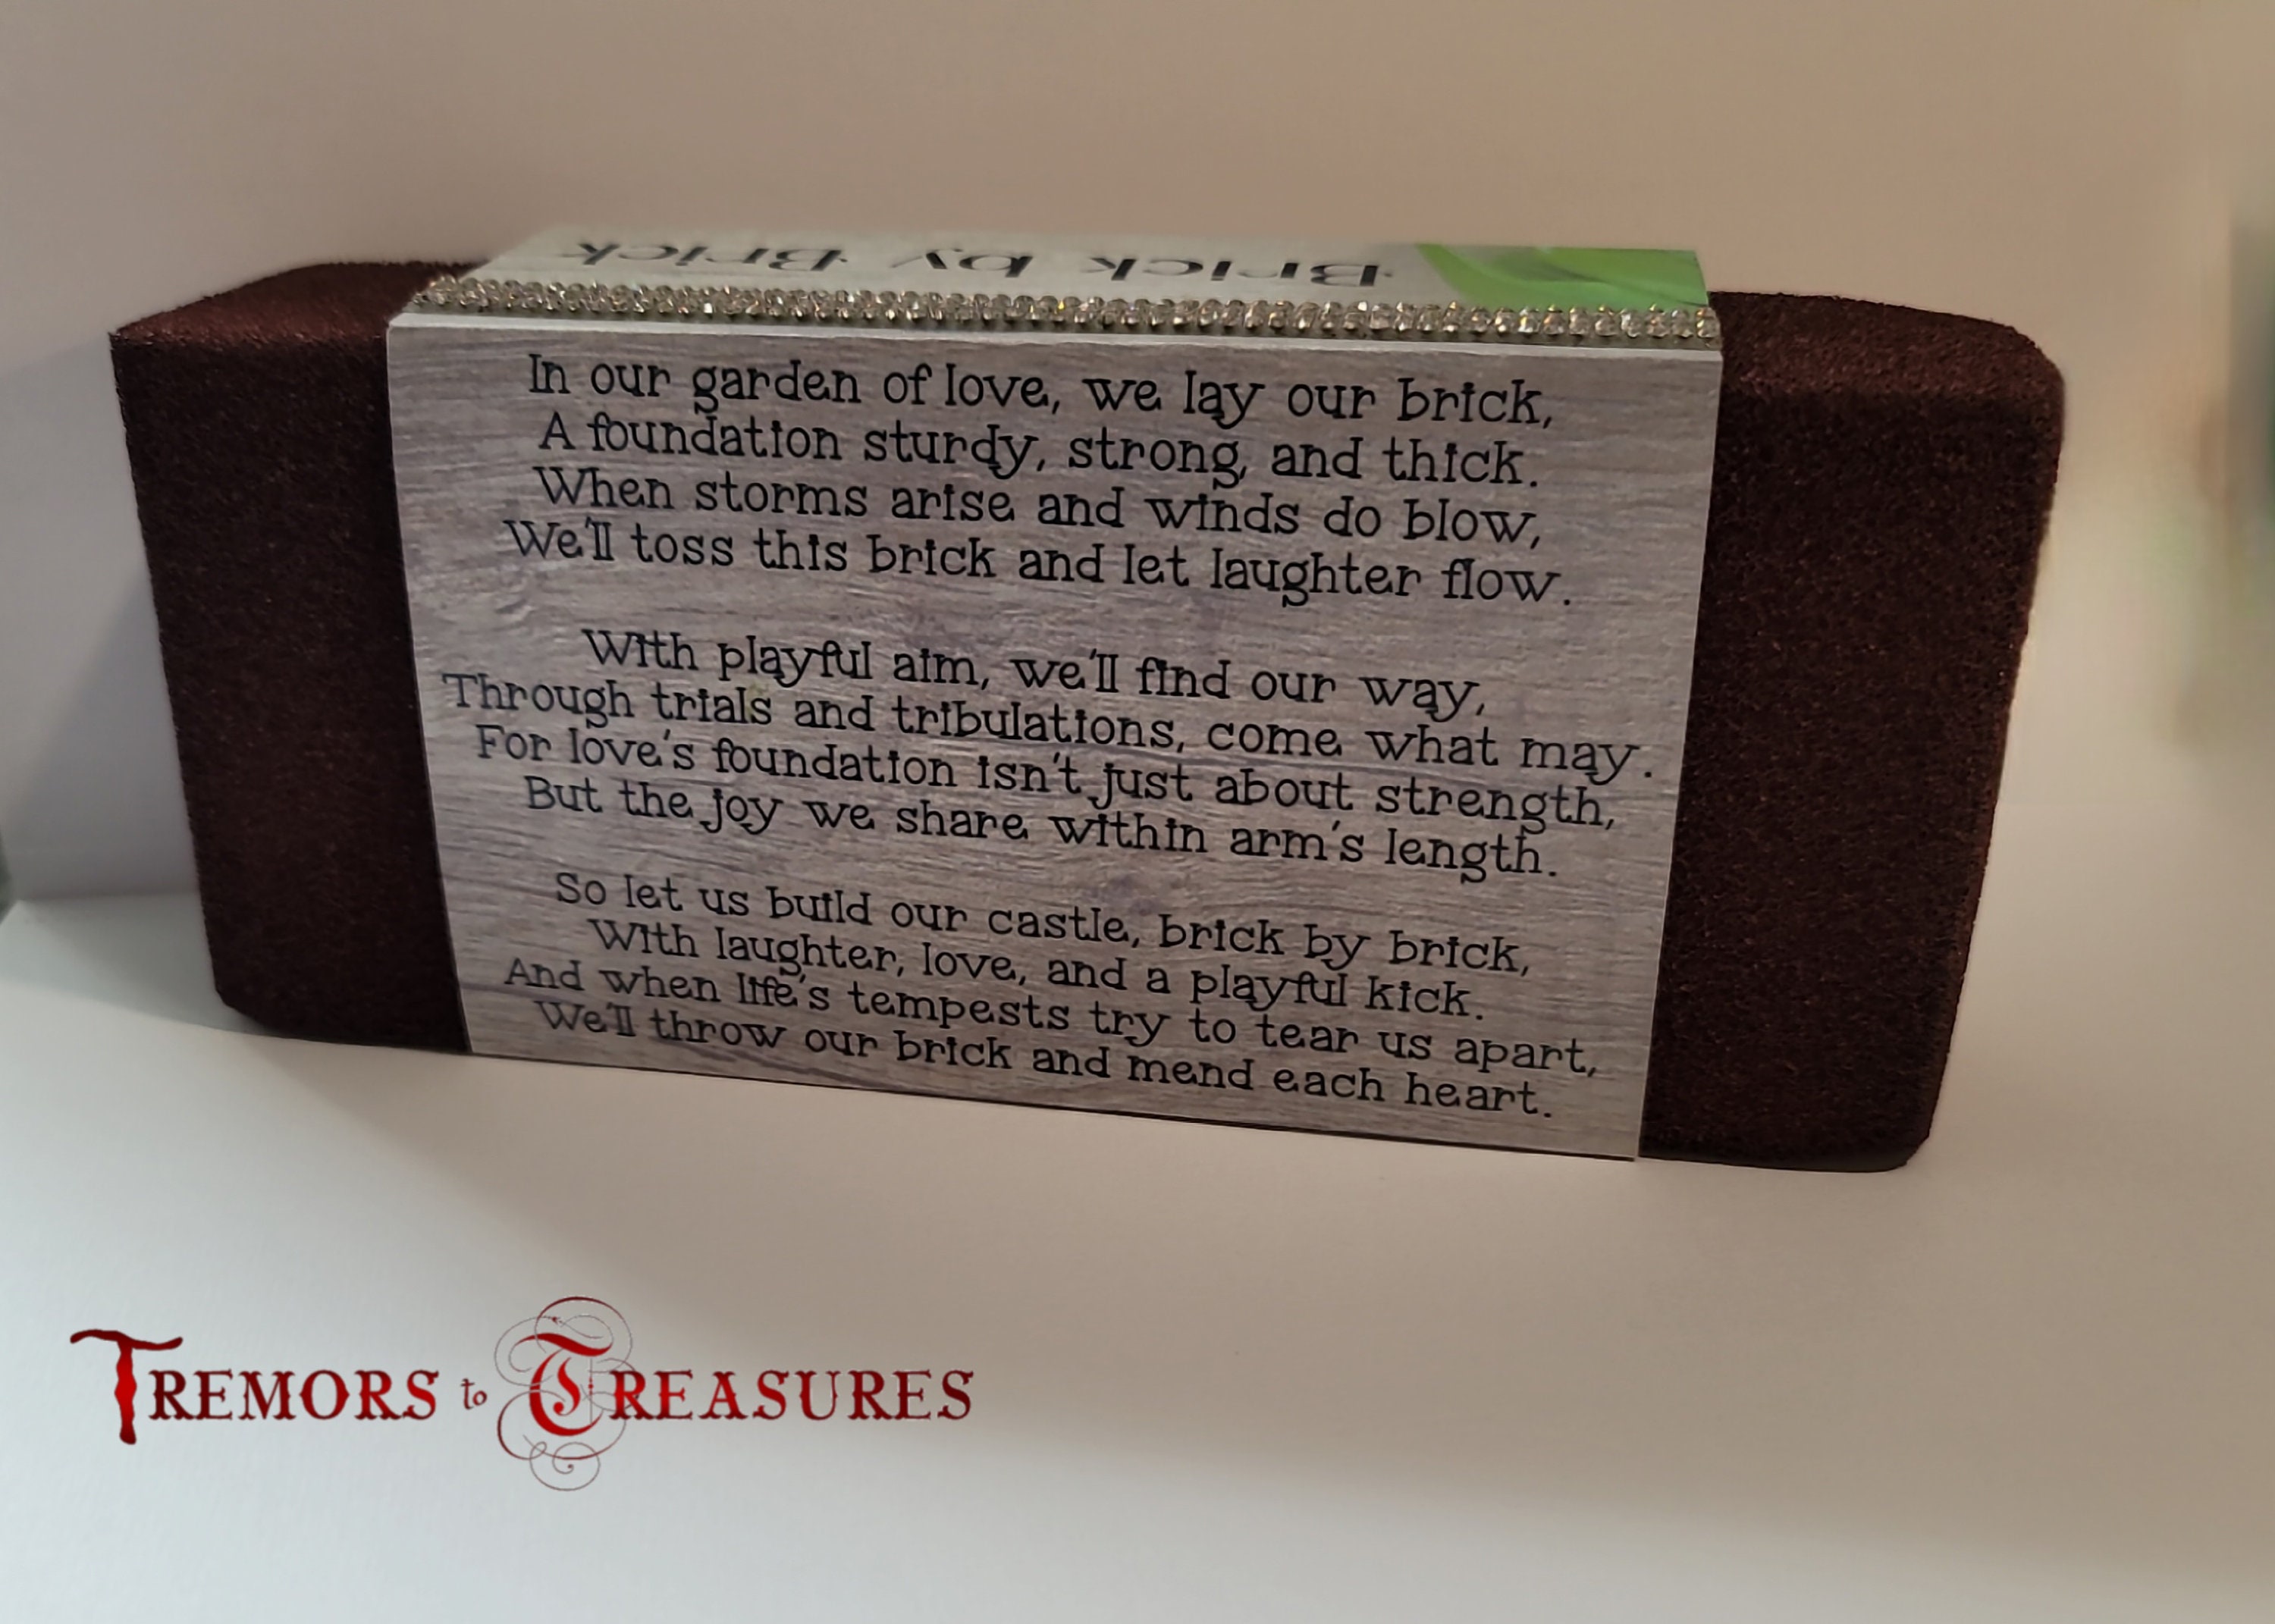 Brick by Brick
In our garden of love, we lay our brick,
A foundation sturdy, strong, and thick.
When storms arise and winds do blow,
We'll toss this brick and let laughter flow.
With playful aim, we'll find our way,
Through trials and tribulations, come what may.
For love's foundation isn't just about strength,
But the joy we share within arm's length.
So let us build our castle, brick by brick,
With laughter, love, and a playful kick.
And when life's tempests try to tear us apart,
We'll throw our brick and mend each heart.
TREMORS to TREASURES